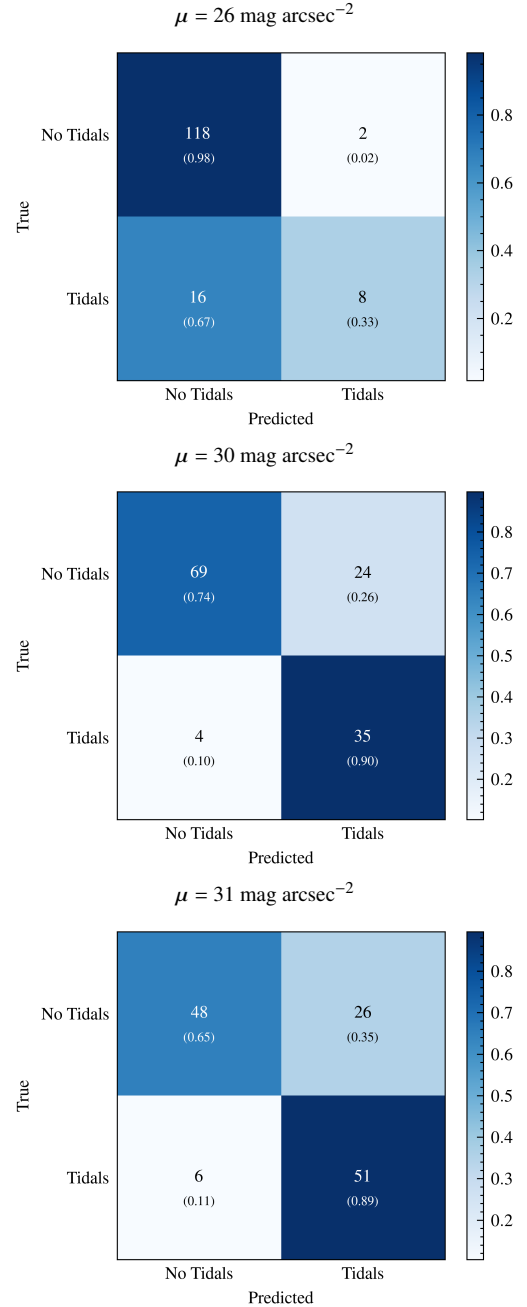 μ = 26 mag arcsec⁻²
No Tidals
118
(0.98)
2
(0.02)
0.8
0.6
0.4
0.2
True
Tidals
16
(0.67)
8
(0.33)
No Tidals
Tidals
Predicted
μ = 30 mag arcsec⁻²
No Tidals
69
(0.74)
24
(0.26)
0.8
0.7
0.6
0.5
0.4
0.3
0.2
True
Tidals
4
(0.10)
35
(0.90)
No Tidals
Tidals
Predicted
μ = 31 mag arcsec⁻²
No Tidals
48
(0.65)
26
(0.35)
0.8
0.7
0.6
0.5
0.4
0.3
0.2
True
Tidals
6
(0.11)
51
(0.89)
No Tidals
Tidals
Predicted